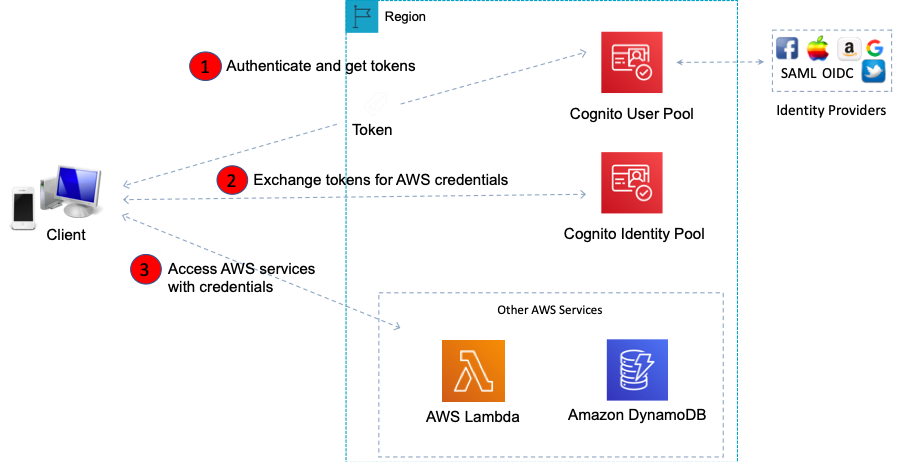 Region
1 Authenticate and get tokens
SAML OIDC
Identity Providers
Cognito User Pool
Token
2 Exchange tokens for AWS credentials
Client
Cognito Identity Pool
3 Access AWS services
with credentials
Other AWS Services
AWS Lambda
Amazon DynamoDB